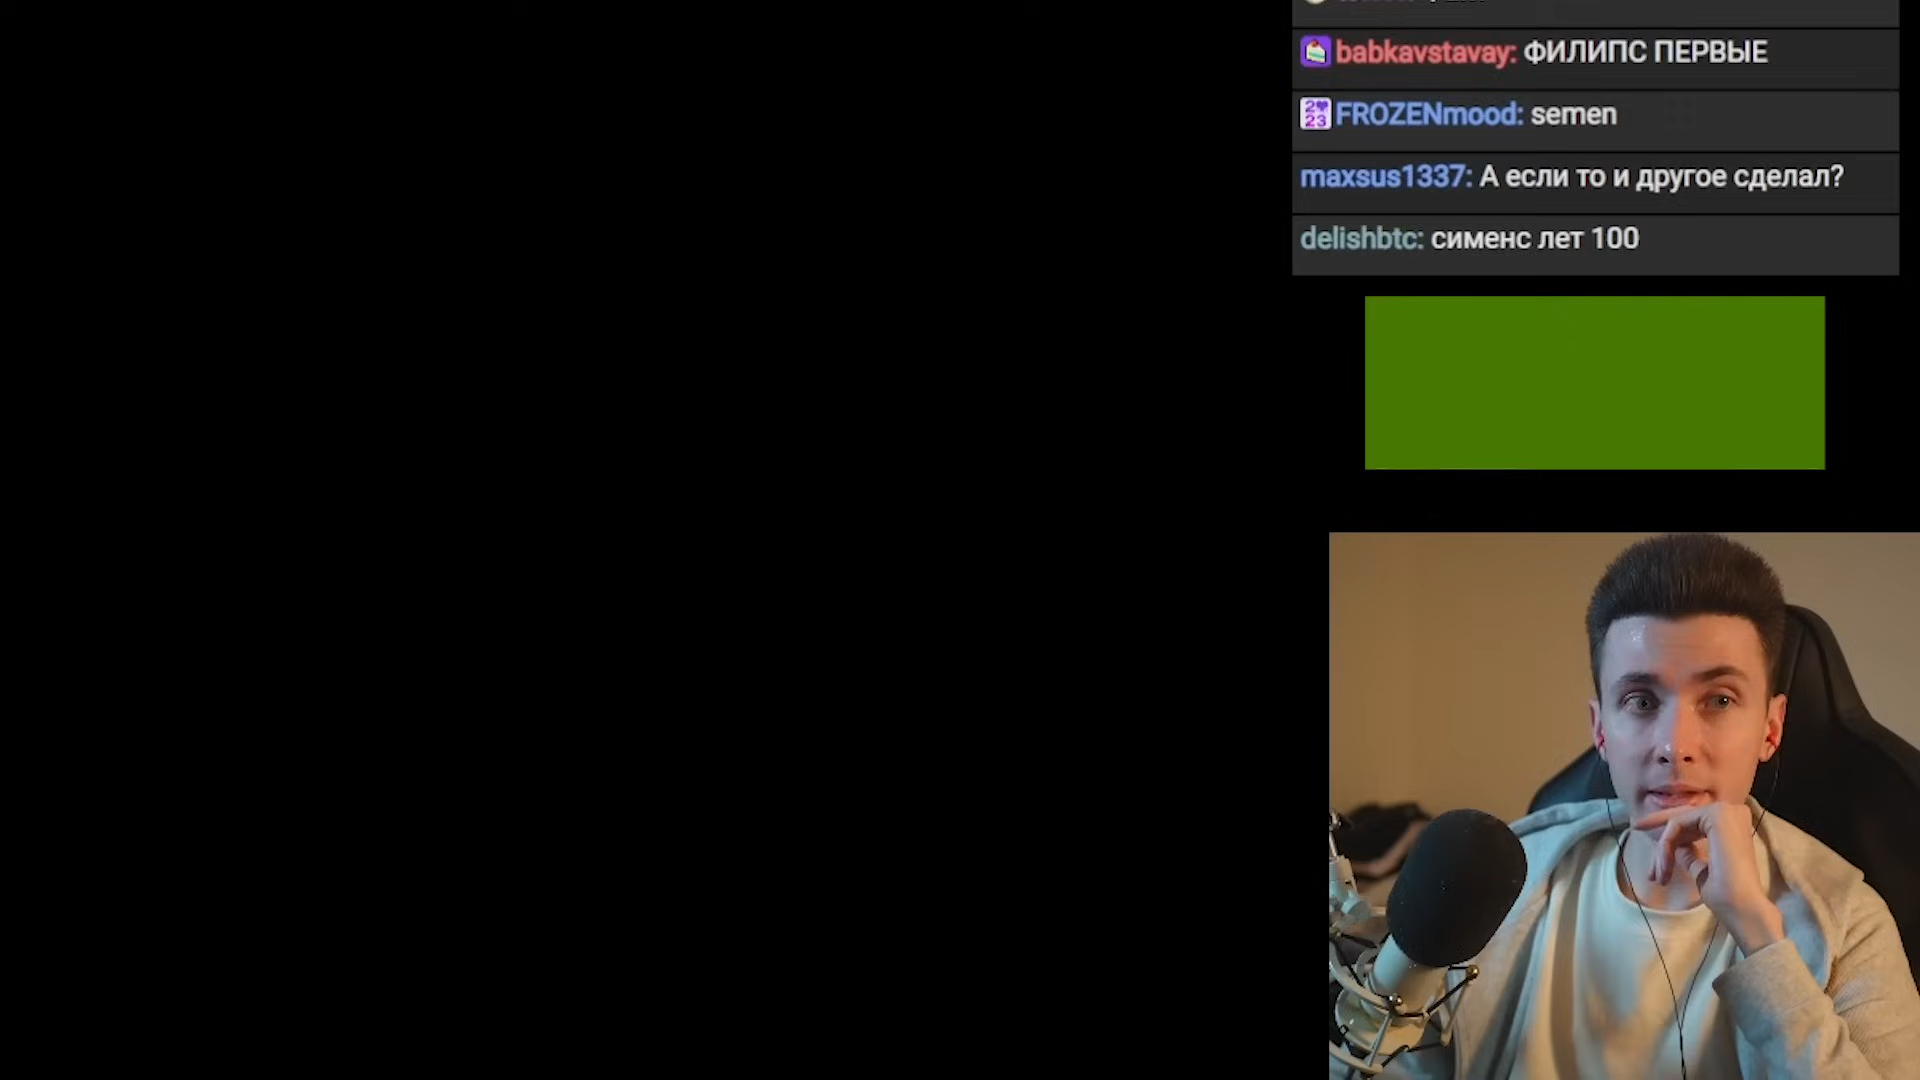 babkavstavay: ФИЛИПС ПЕРВЫЕ
FROZENmood: semen
maxsus1337: А если то и другое сделал?
delishbtc: сименс лет 100